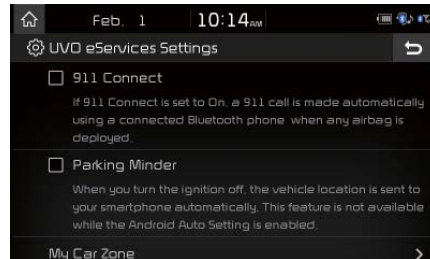 Feb. 1 10:14 AM
UVO eServices Settings
911 Connect
If 911 Connect is set to On, a 911 call is made automatically
using a connected Bluetooth phone when any airbag is
deployed.
Parking Minder
When you turn the ignition off, the vehicle location is sent to
your smartphone automatically. This feature is not available
while the Android Auto Setting is enabled.
My Car Zone